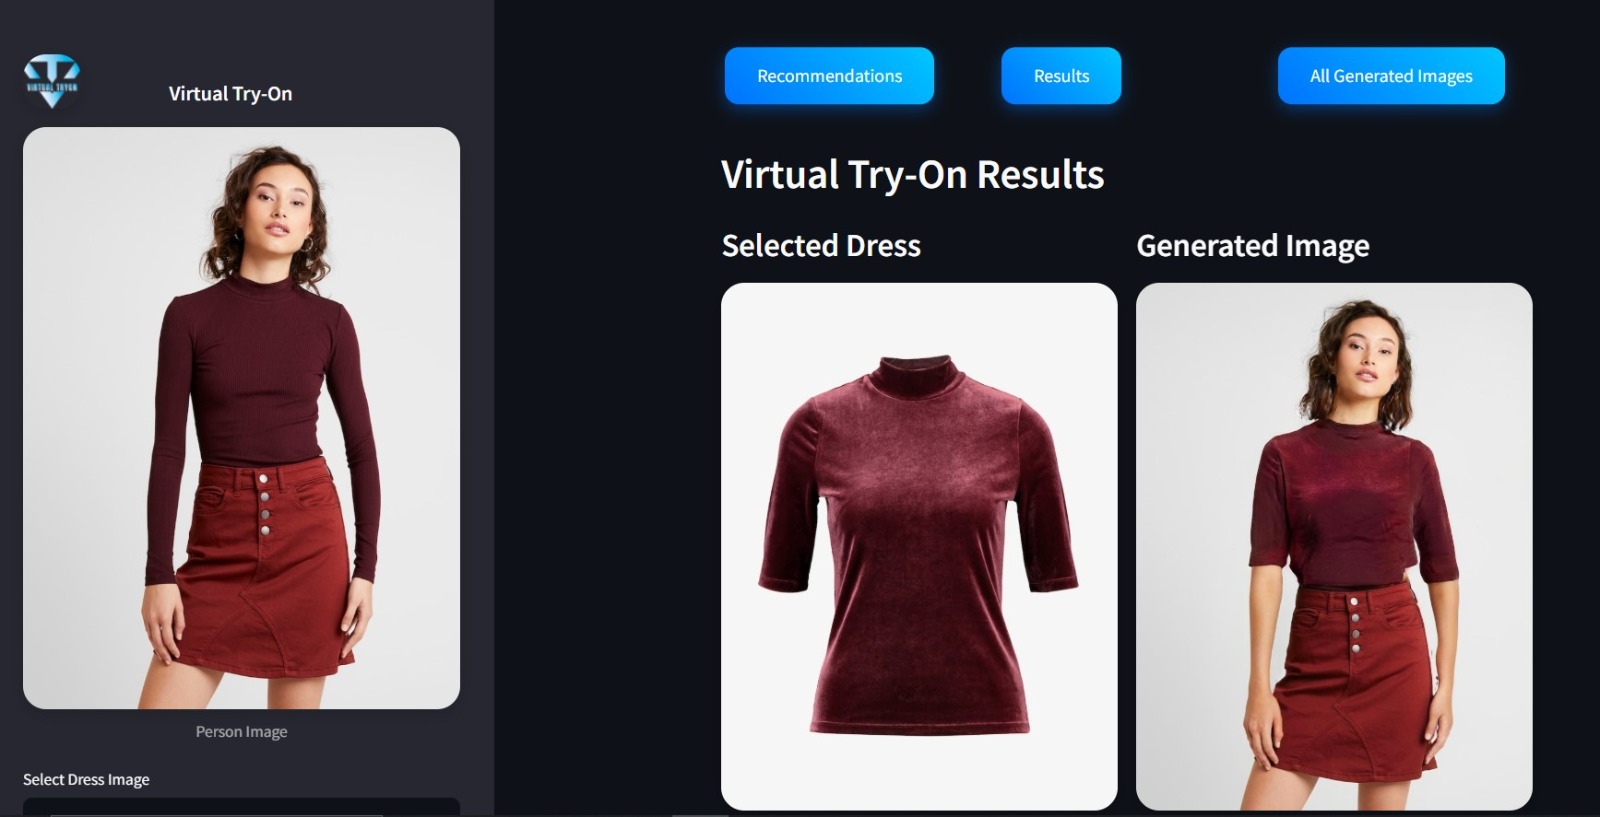 VIRTUAL TRYON
Virtual Try-On
Person Image
Select Dress Image
Recommendations
Results
All Generated Images
Virtual Try-On Results
Selected Dress
Generated Image